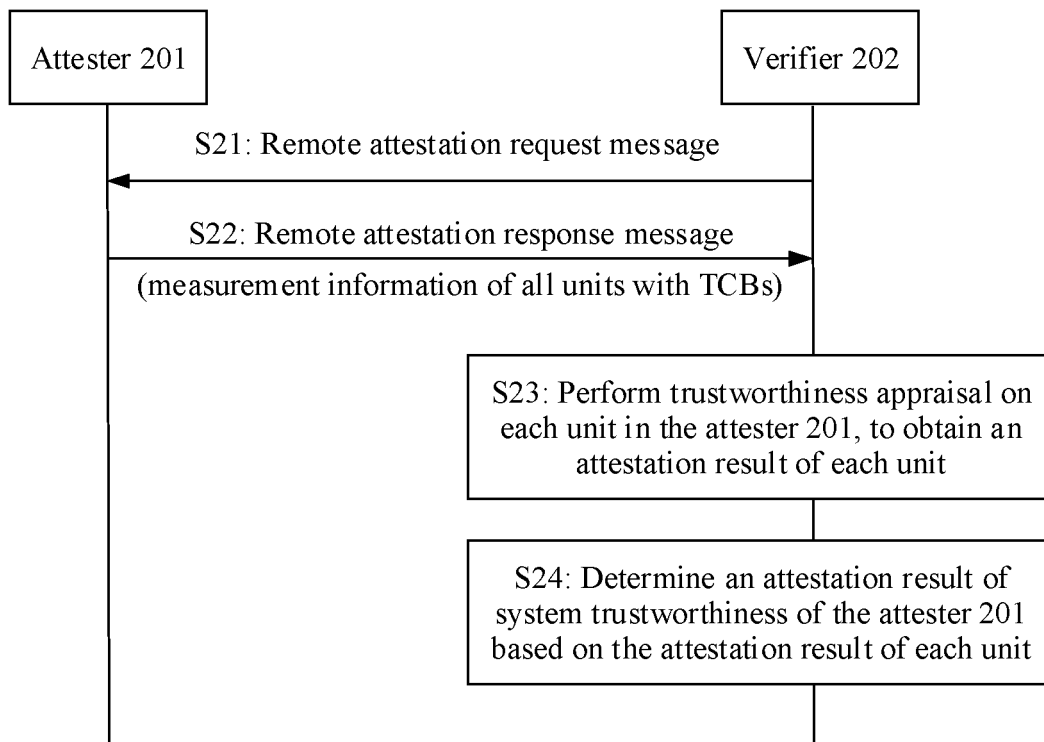 Attester 201
Verifier 202
S21: Remote attestation request message
S22: Remote attestation response message
(measurement information of all units with TCBs)
S23: Perform trustworthiness appraisal on
each unit in the attester 201, to obtain an
attestation result of each unit
S24: Determine an attestation result of
system trustworthiness of the attester 201
based on the attestation result of each unit